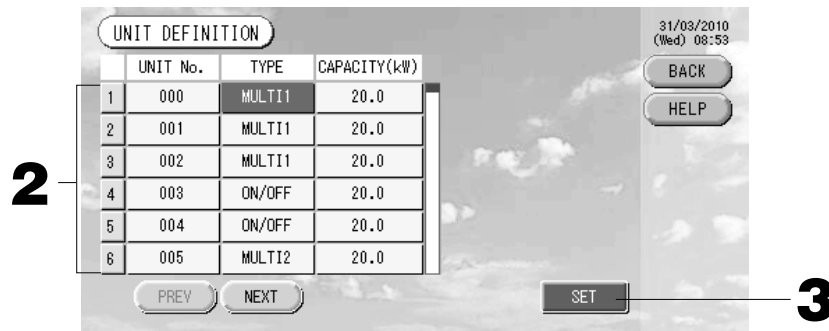 UNIT DEFINITION
31/03/2010
(Wed) 08:53
UNIT No. TYPE CAPACITY(kW)
BACK
1 000 MULTI1 20.0
HELP
2 001 MULTI1 20.0
3 002 MULTI1 20.0
2
4 003 ON/OFF 20.0
5 004 ON/OFF 20.0
6 005 MULTI2 20.0
PREV NEXT SET
3